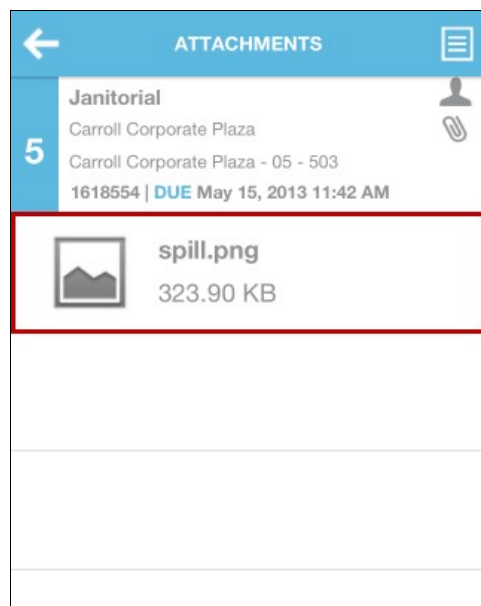 ATTACHMENTS
Janitorial
Carroll Corporate Plaza
5
Carroll Corporate Plaza - 05 - 503
1618554 | DUE May 15, 2013 11:42 AM
spill.png
323.90 KB